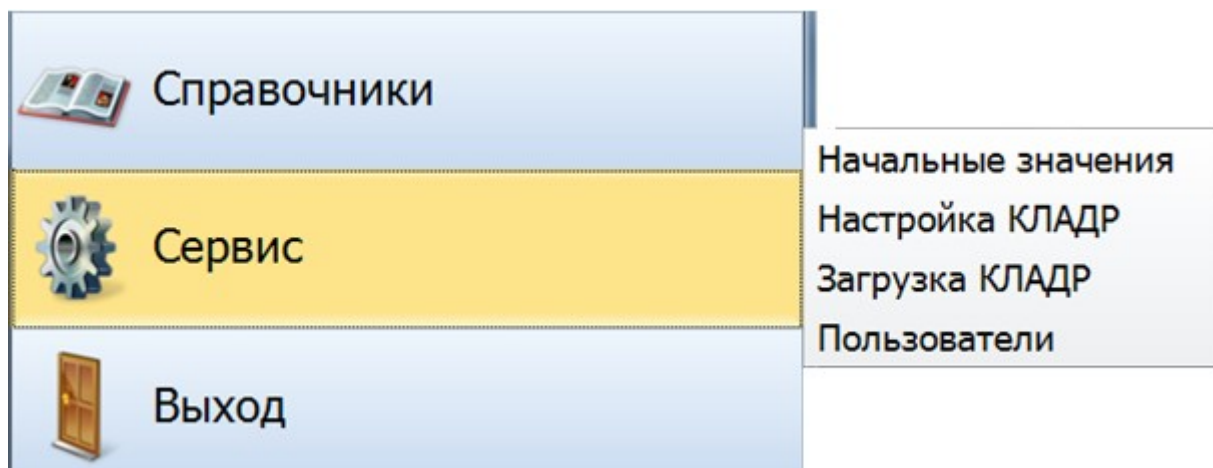 Справочники
Сервис
Выход
Начальные значения
Настройка КЛАДР
Загрузка КЛАДР
Пользователи